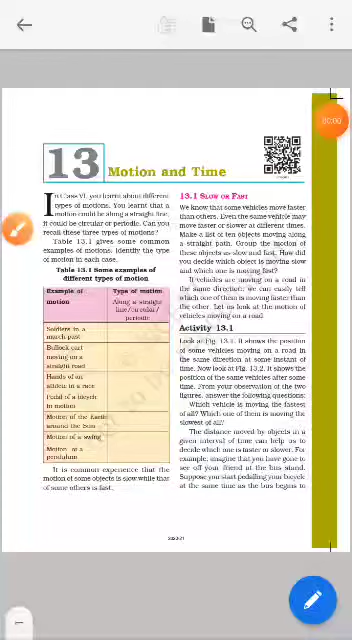 00:00
13
Motion and Time
In Class VI, you learnt about different
types of motions. You learnt that a
motion could be along a straight line,
it could be circular or periodic. Can you
recall these three types of motions?
Table 13.1 gives some common
examples of motions. Identify the type
of motion in each case.
Table 13.1 Some examples of
different types of motion
Example of motion
Type of motion
Along a straight
line/circular/
periodic
Soldiers in a
march past
Bullock cart
moving on a
straight road
Hands of an
athlete in a race
Pedal of a bicycle
in motion
Motion of the Earth
around the Sun
Motion of a swing
Motion of a
pendulum
It is common experience that the
motion of some objects is slow while that
of some others is fast.
13.1 SLOW OR FAST
We know that some vehicles move faster
than others. Even the same vehicle may
move faster or slower at different times.
Make a list of ten objects moving along
a straight path. Group the motion of
these objects as slow and fast. How did
you decide which object is moving slow
and which one is moving fast?
If vehicles are moving on a road in
the same direction, we can easily tell
which one of them is moving faster than
the other. Let us look at the motion of
vehicles moving on a road.
Activity 13.1
Look at Fig. 13.1. It shows the position
of some vehicles moving on a road in the
same direction at some instant of
time. Now look at Fig. 13.2. It shows the
position of the same vehicles after some
time. From your observation of the two
figures, answer the following questions:
Which vehicle is moving the fastest
of all? Which one of them is moving the
slowest of all?
The distance moved by objects in a
given interval of time can help us to
decide which one is faster or slower. For
example, imagine that you have gone to
see off your friend at the bus stand.
Suppose you start pedalling your bicycle
at the same time as the bus begins to
2020-21
1